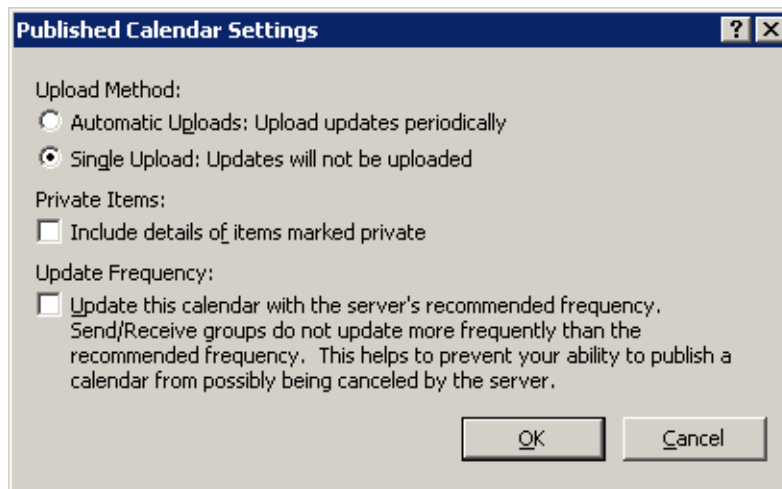 Published Calendar Settings
Upload Method:
Automatic Uploads: Upload updates periodically
Single Upload: Updates will not be uploaded
Private Items:
Include details of items marked private
Update Frequency:
Update this calendar with the server's recommended frequency.
Send/Receive groups do not update more frequently than the
recommended frequency.  This helps to prevent your ability to publish a
calendar from possibly being canceled by the server.
OK
Cancel